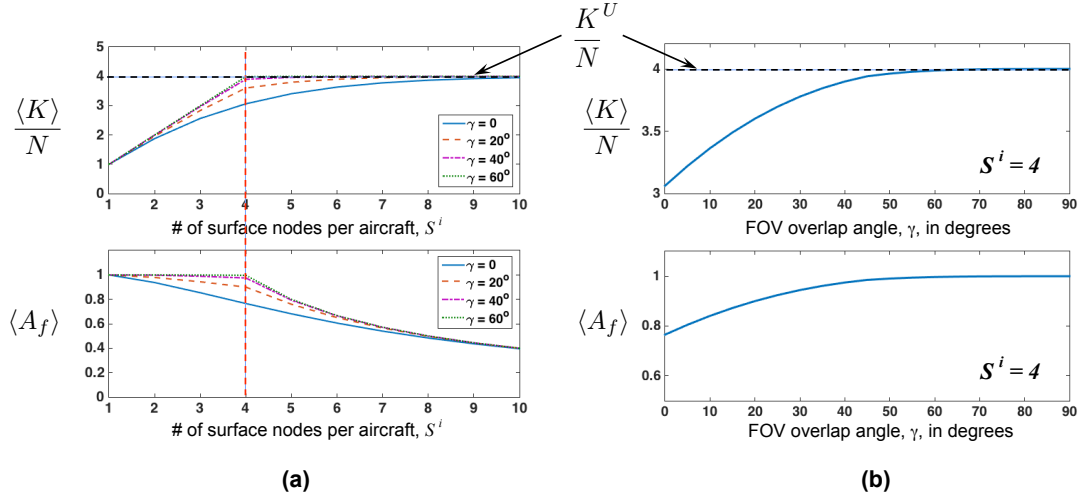 K^U
N
⟨K⟩
N
5
4
3
2
1
0
γ = 0
γ = 20°
γ = 40°
γ = 60°
1 2 3 4 5 6 7 8 9 10
# of surface nodes per aircraft, S^i
⟨K⟩
N
4
3.5
3
S^i = 4
0 10 20 30 40 50 60 70 80 90
FOV overlap angle, γ, in degrees
⟨A_f⟩
1
0.8
0.6
0.4
0.2
0
γ = 0
γ = 20°
γ = 40°
γ = 60°
1 2 3 4 5 6 7 8 9 10
# of surface nodes per aircraft, S^i
⟨A_f⟩
1
0.8
0.6
S^i = 4
0 10 20 30 40 50 60 70 80 90
FOV overlap angle, γ, in degrees
(a)
(b)